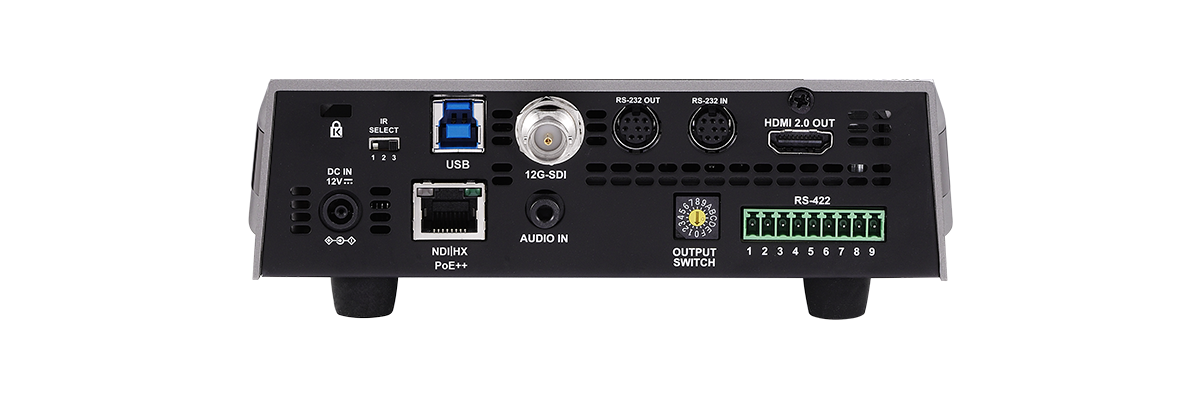 IR
SELECT
1 2 3
DC IN
12V
USB
12G-SDI
RS-232 OUT
RS-232 IN
HDMI 2.0 OUT
NDI|HX
PoE++
AUDIO IN
0123456789ABCDEF
OUTPUT
SWITCH
RS-422
1 2 3 4 5 6 7 8 9